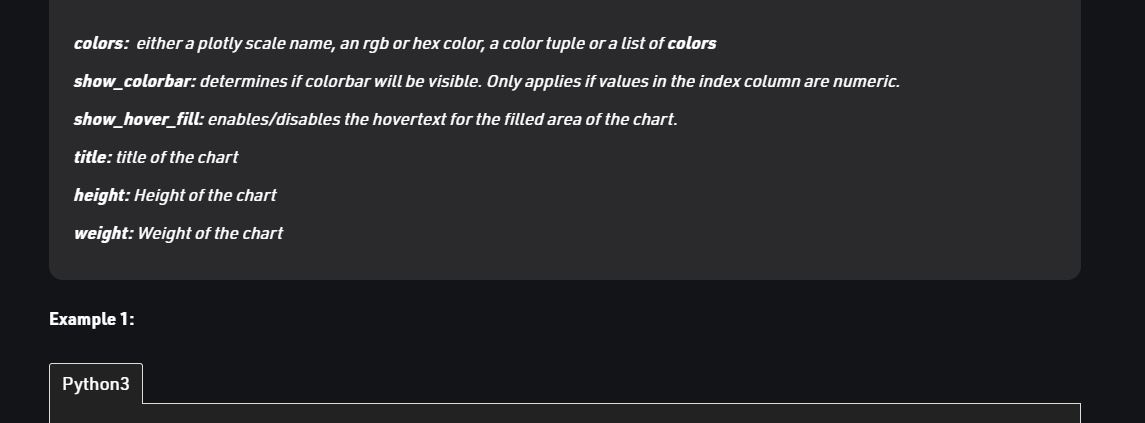 colors: either a plotly scale name, an rgb or hex color, a color tuple or a list of colors
show_colorbar: determines if colorbar will be visible. Only applies if values in the index column are numeric.
show_hover_fill: enables/disables the hovertext for the filled area of the chart.
title: title of the chart
height: Height of the chart
weight: Weight of the chart
Example 1:
Python3